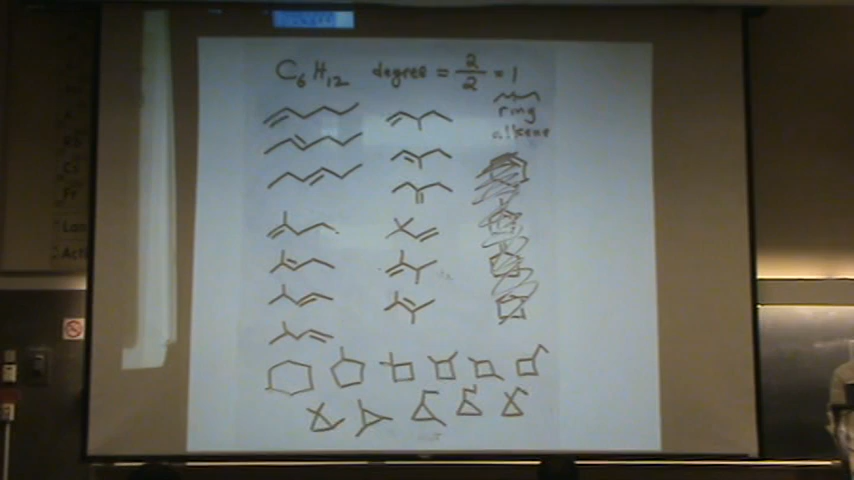 C₆H₁₂ degree = 2/2 = 1
ring
alkene